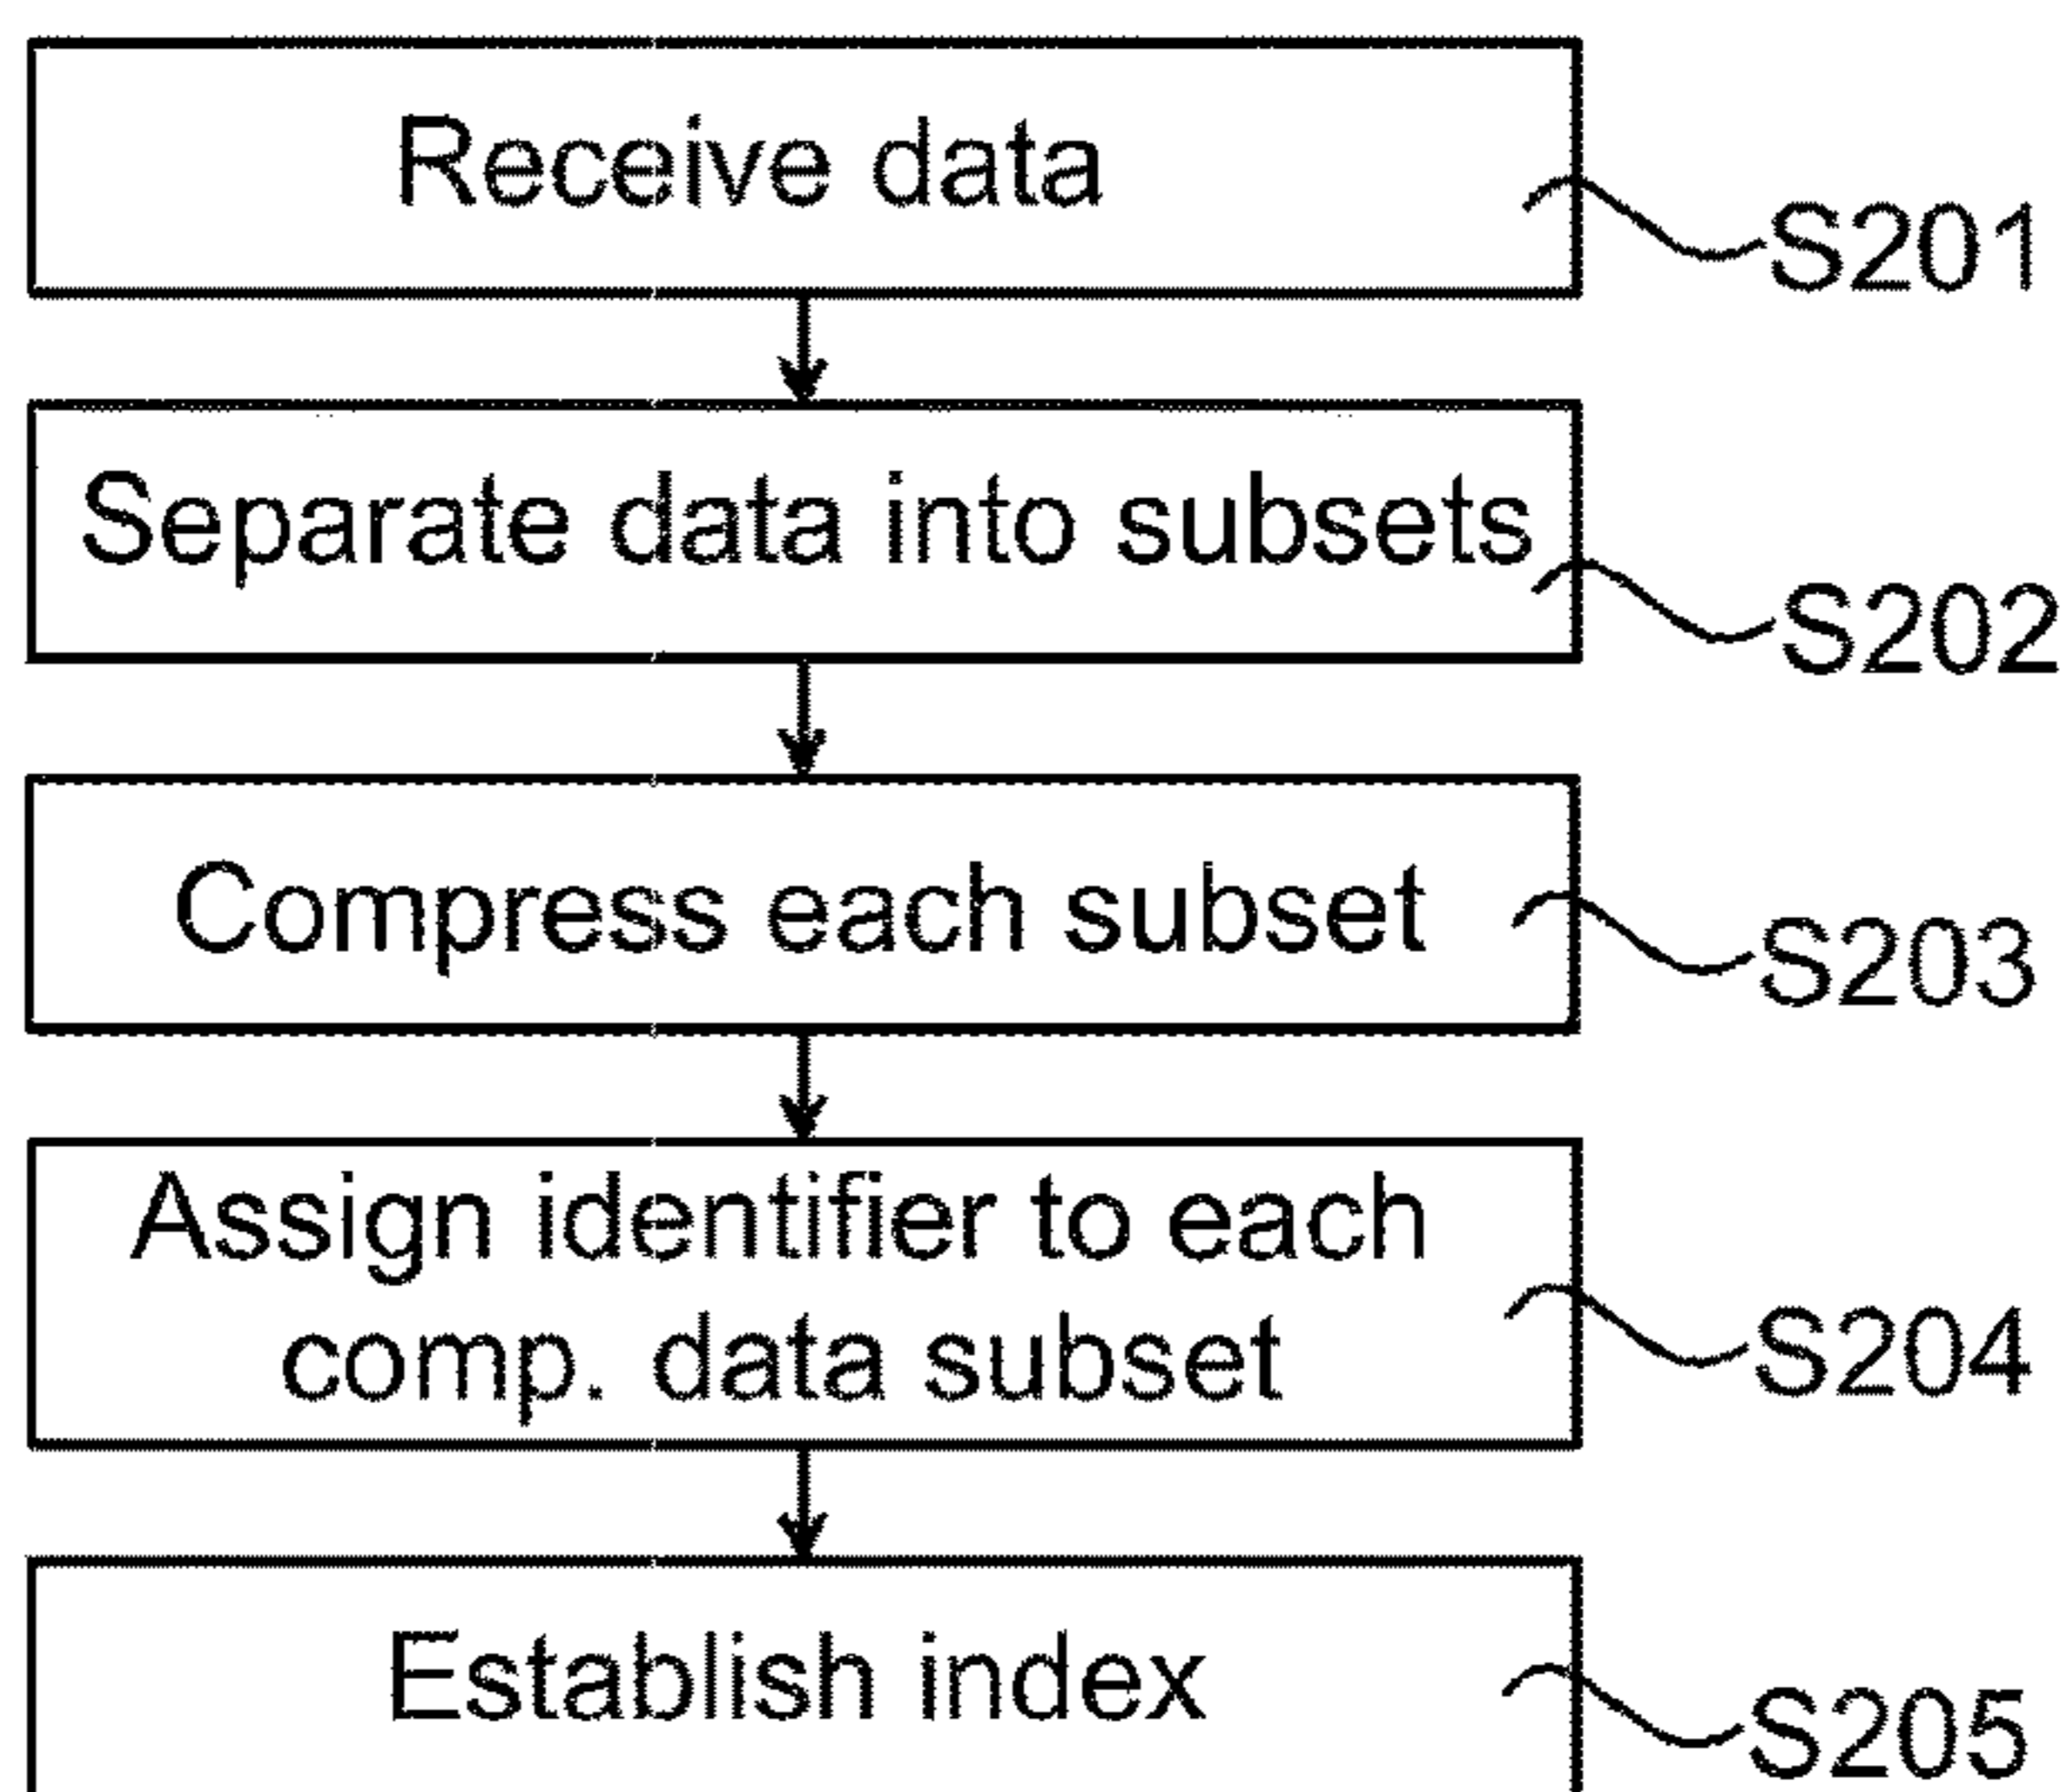 Receive data
S201
Separate data into subsets
S202
Compress each subset
S203
Assign identifier to each
comp. data subset
S204
Establish index
S205